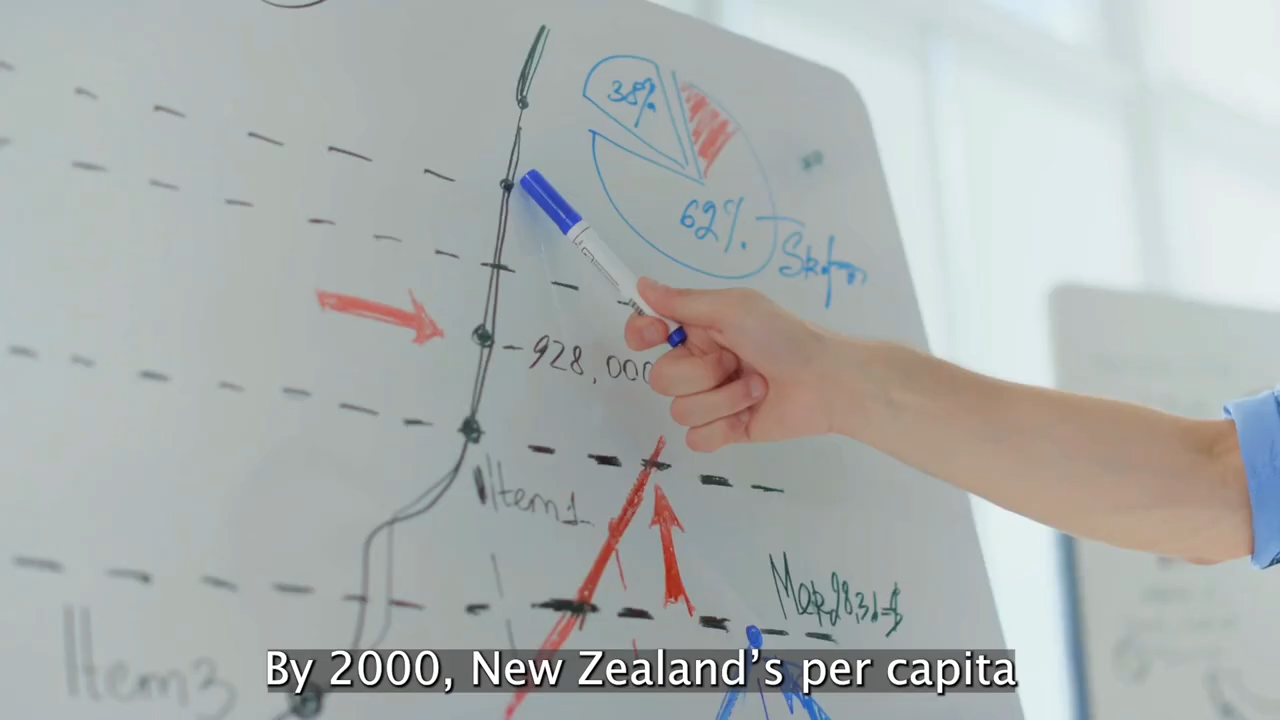 38%
62%
-928,000
Item1
Item3
By 2000, New Zealand's per capita